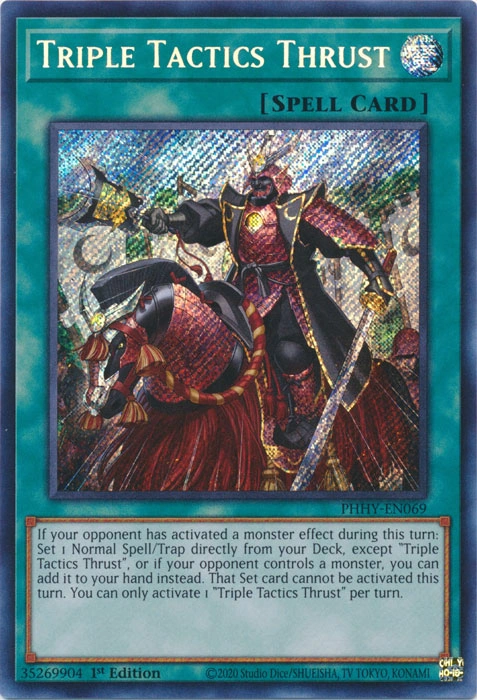 TRIPLE TACTICS THRUST
[SPELL CARD]
PHHY-EN069
If your opponent has activated a monster effect during this turn:
Set 1 Normal Spell/Trap directly from your Deck, except "Triple
Tactics Thrust", or if your opponent controls a monster, you can
add it to your hand instead. That Set card cannot be activated this
turn. You can only activate 1 "Triple Tactics Thrust" per turn.
35269904 1st Edition ©2020 Studio Dice/SHUEISHA, TV TOKYO, KONAMI